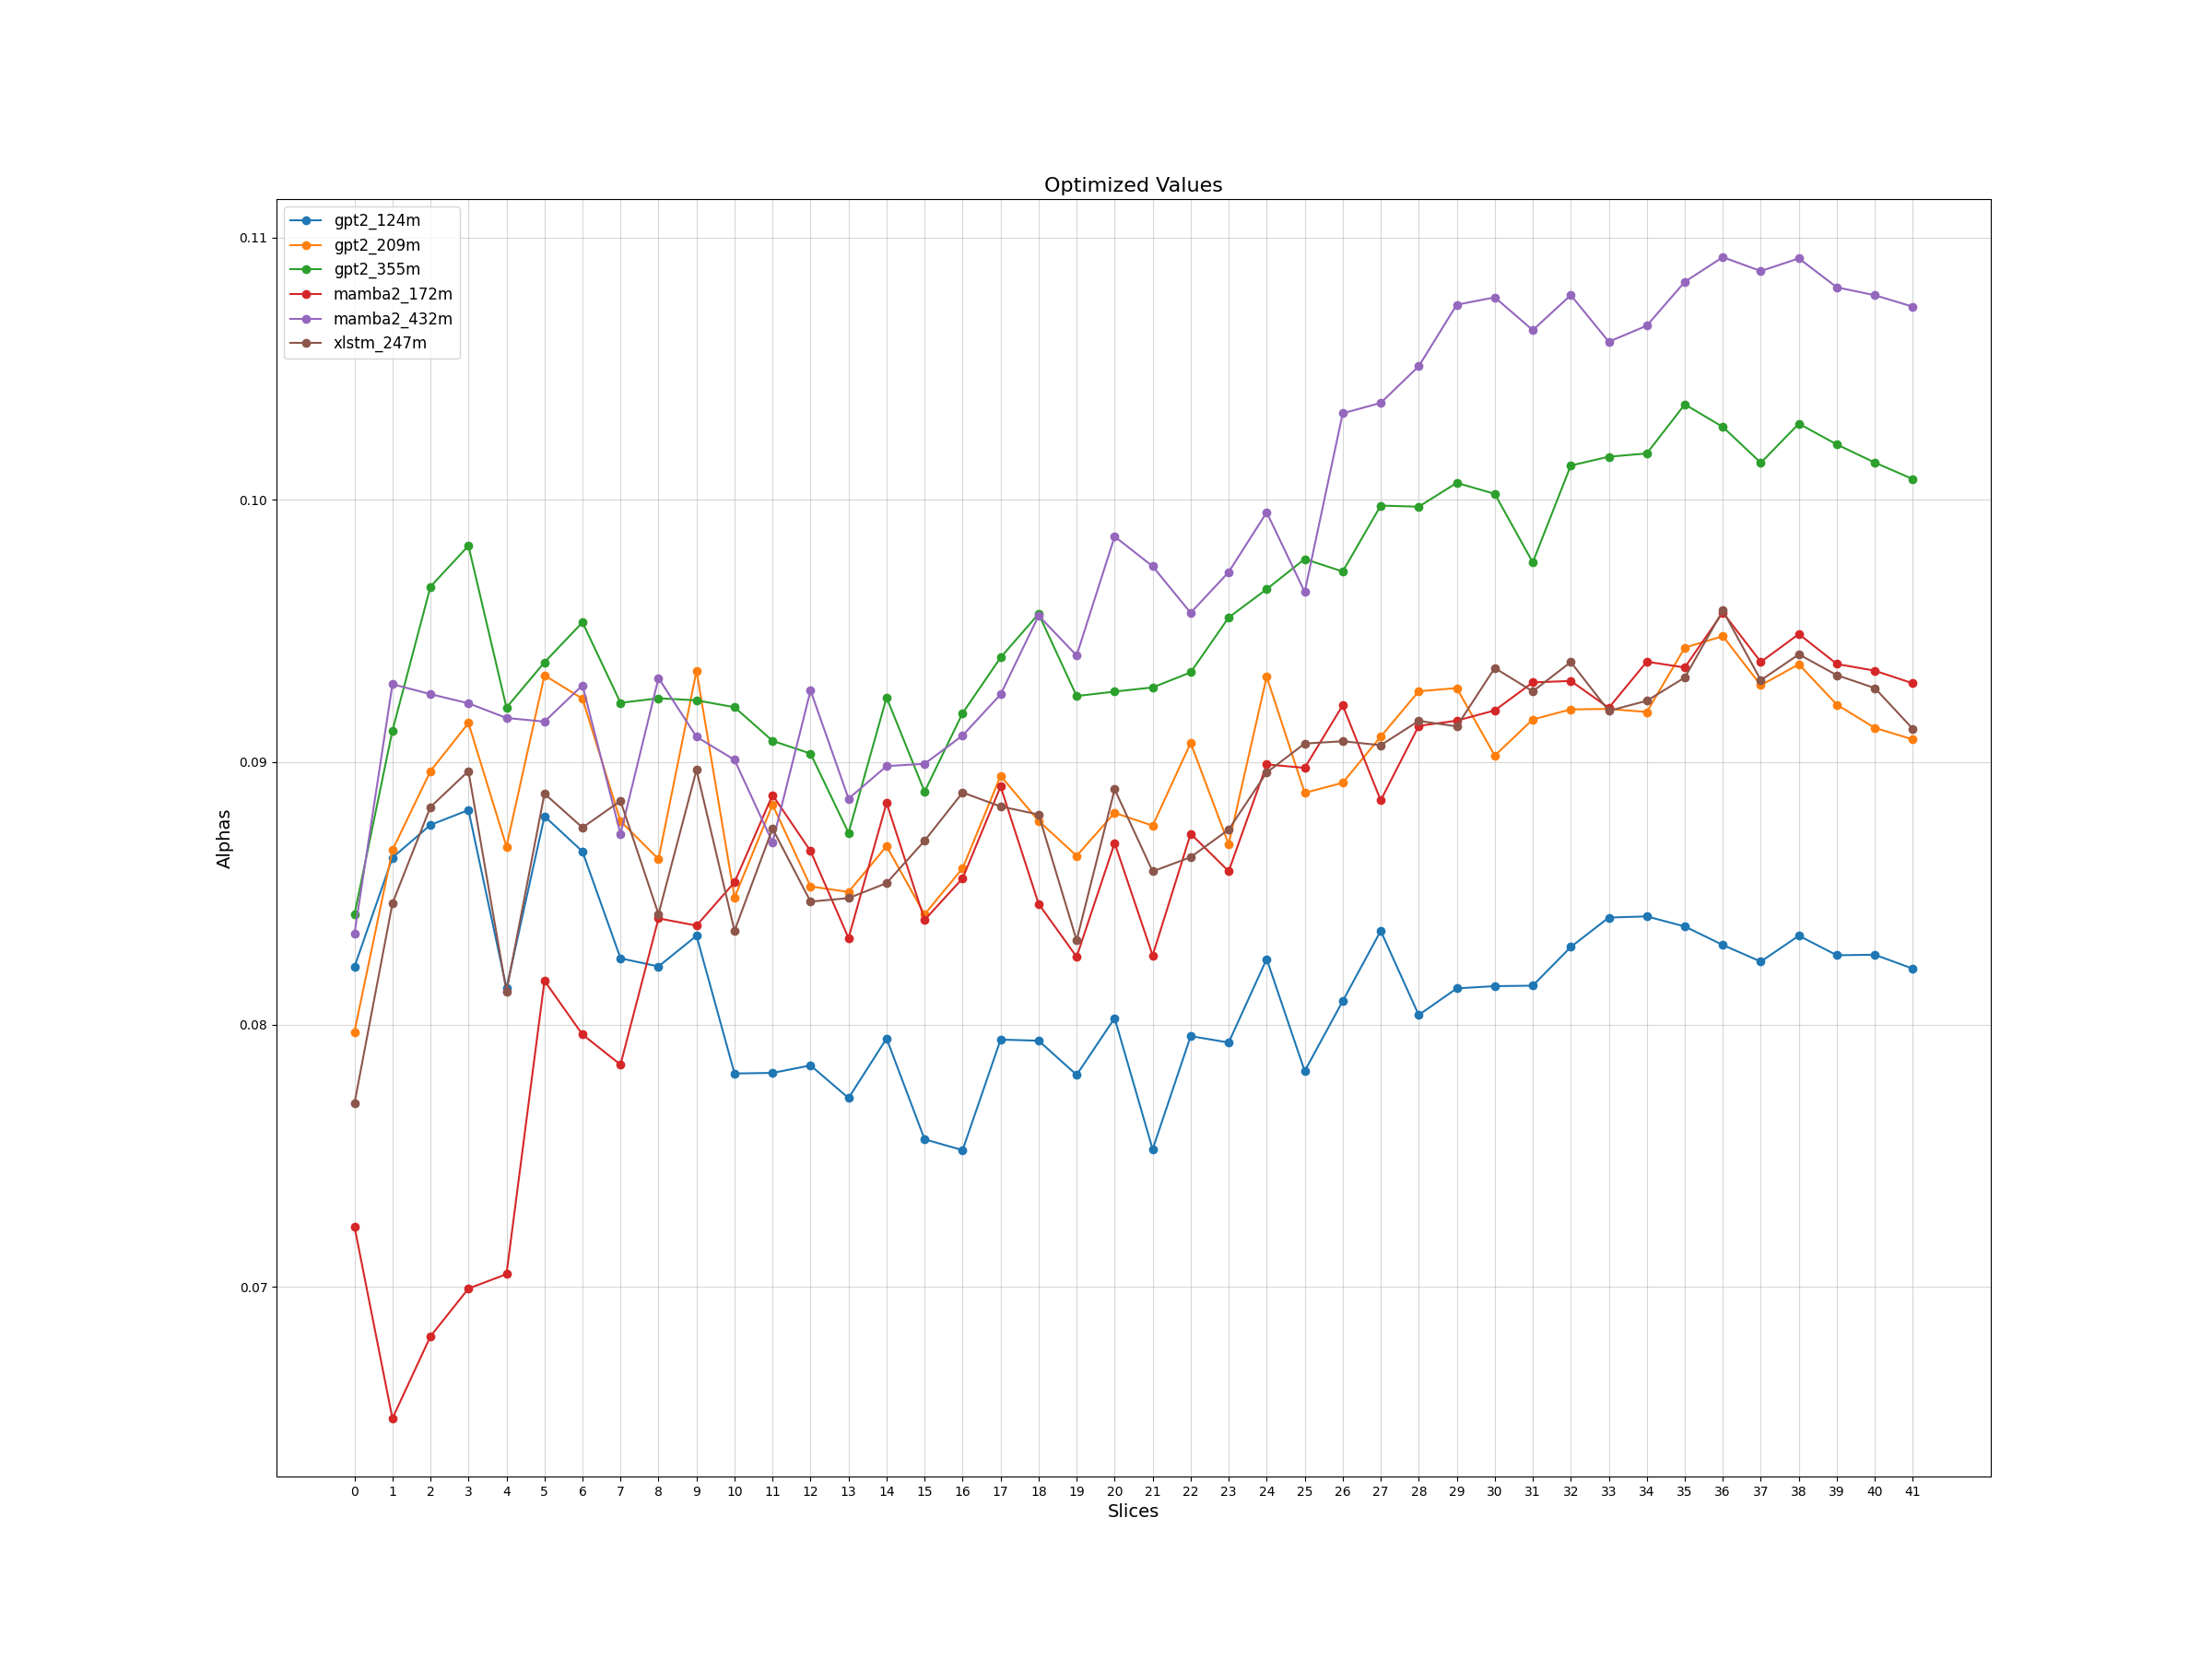 Optimized Values
gpt2_124m
gpt2_209m
gpt2_355m
mamba2_172m
mamba2_432m
xlstm_247m
0.11
0.10
0.09
0.08
0.07
Alphas
0 1 2 3 4 5 6 7 8 9 10 11 12 13 14 15 16 17 18 19 20 21 22 23 24 25 26 27 28 29 30 31 32 33 34 35 36 37 38 39 40 41
Slices